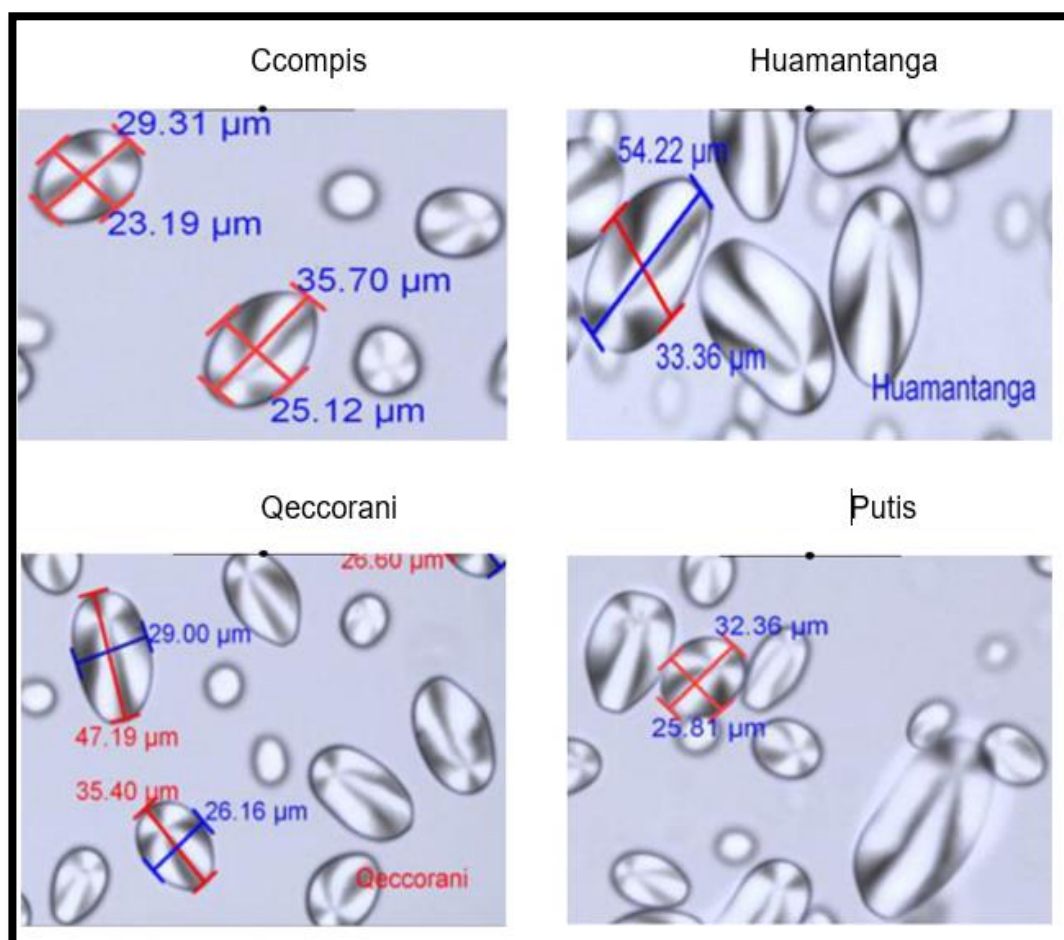 Ccompis
29.31 µm
23.19 µm
35.70 µm
25.12 µm
Huamantanga
54.22 µm
33.36 µm
Huamantanga
Qeccorani
26.60 µm
29.00 µm
47.19 µm
35.40 µm
26.16 µm
Qeccorani
Putis
32.36 µm
25.81 µm